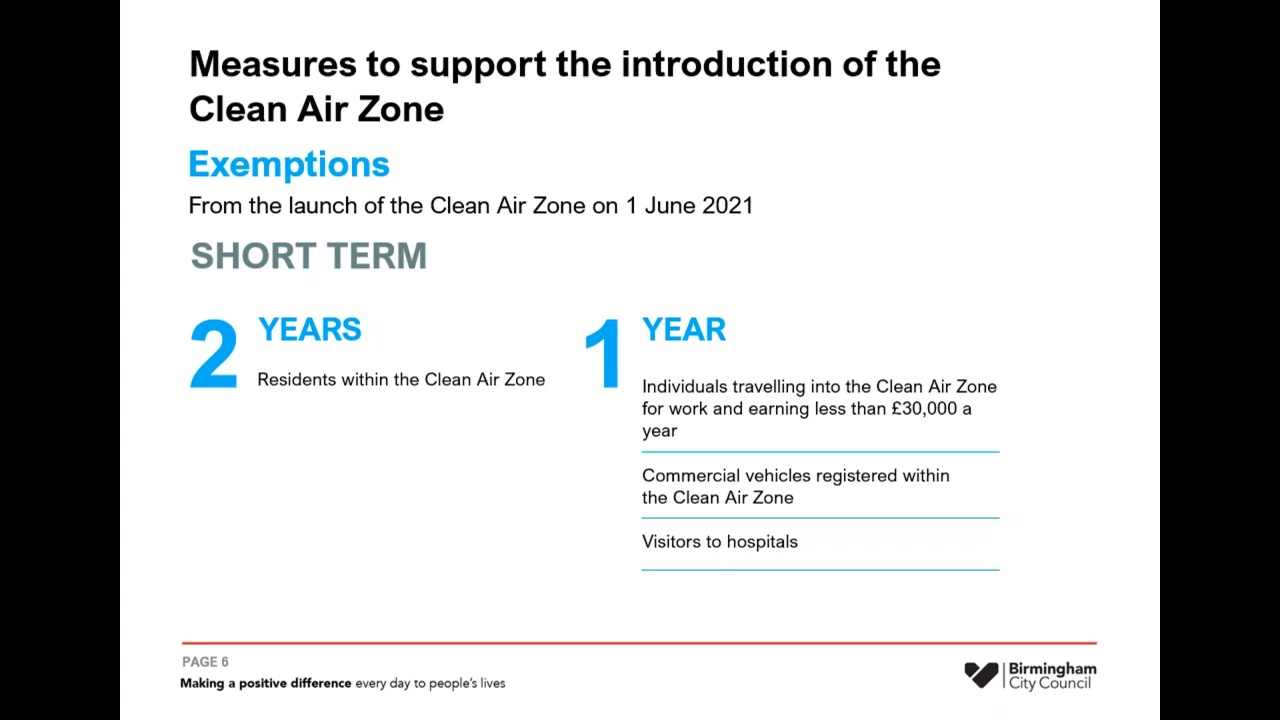 Measures to support the introduction of the
Clean Air Zone
Exemptions
From the launch of the Clean Air Zone on 1 June 2021
SHORT TERM
2 YEARS
Residents within the Clean Air Zone
1 YEAR
Individuals travelling into the Clean Air Zone
for work and earning less than £30,000 a
year
Commercial vehicles registered within
the Clean Air Zone
Visitors to hospitals
PAGE 6
Making a positive difference every day to people's lives
Birmingham
City Council